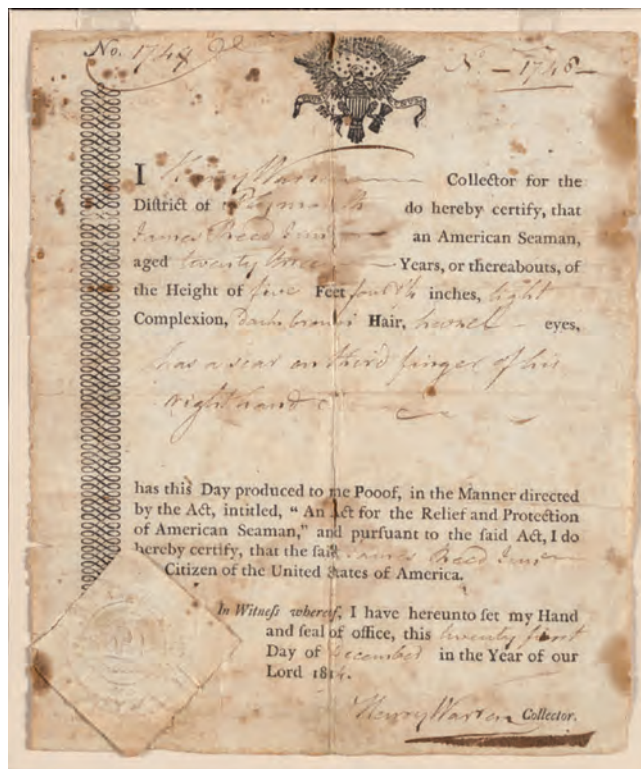 No. 1747
No. — 1748 —
I Henry Warren Collector for the
District of Plymouth do hereby certify, that
James Reed Junr an American Seaman,
aged twenty three Years, or thereabouts, of
the Height of five Feet four ¾ inches, light
Complexion, Dark brown Hair, hazel eyes,
has a scar on third finger of his
right hand
has this Day produced to me Pooof, in the Manner directed
by the Act, intitled, “ An Act for the Relief and Protection
of American Seaman,” and pursuant to the said Act, I do
hereby certify, that the said James Reed Junr
Citizen of the United States of America.
In Witneſs whereof, I have hereunto ſet my Hand
and ſeal of office, this twenty first
Day of December in the Year of our
Lord 1814.
Henry Warren Collector.